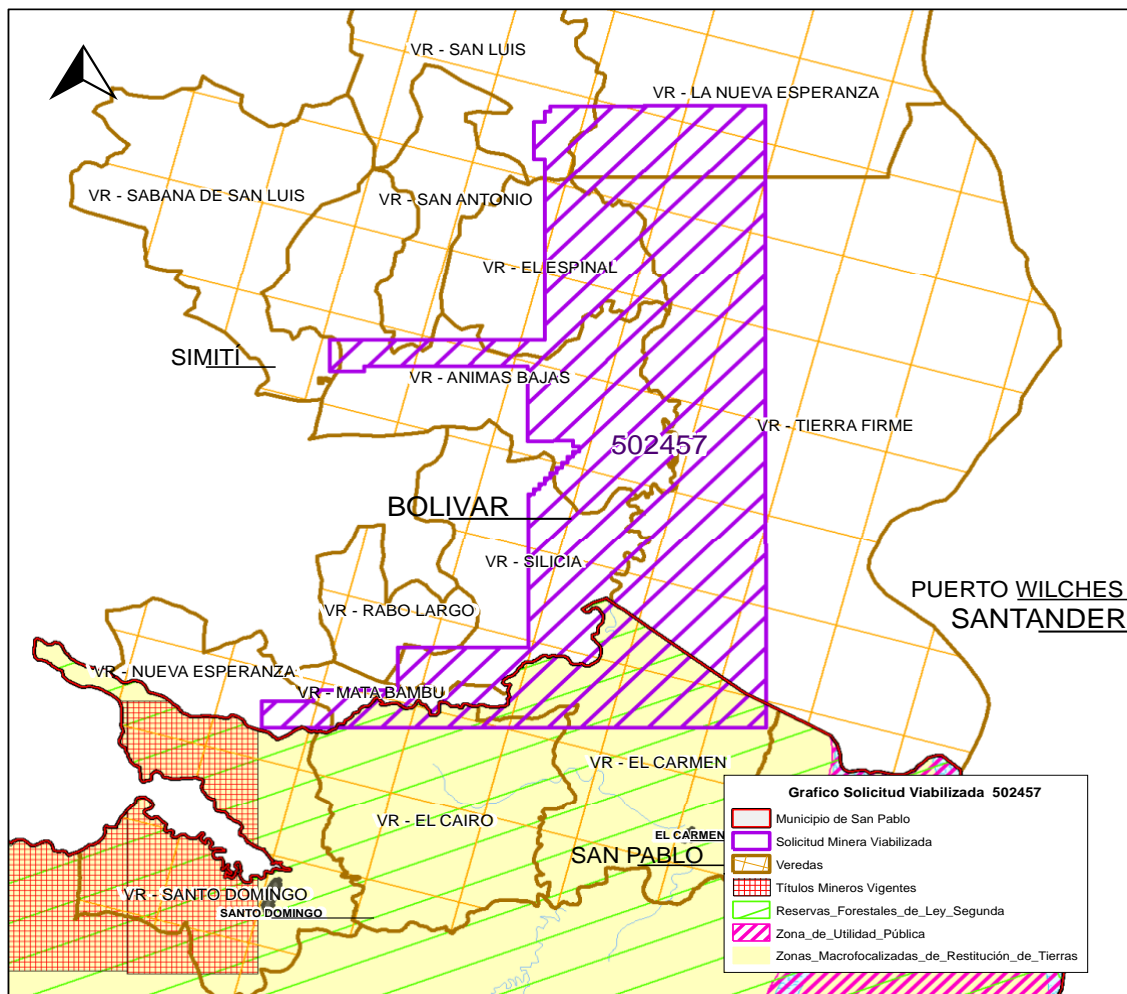 VR - SAN LUIS
VR - LA NUEVA ESPERANZA
VR - SABANA DE SAN LUIS
VR - SAN ANTONIO
VR - EL ESPINAL
SIMITÍ
VR - ANIMAS BAJAS
VR - TIERRA FIRME
502457
BOLIVAR
VR - SILICIA
PUERTO WILCHES
SANTANDER
VR - RABO LARGO
VR - NUEVA ESPERANZA
VR - MATA BAMBU
VR - EL CARMEN
VR - EL CAIRO
EL CARMEN
SAN PABLO
VR - SANTO DOMINGO
SANTO DOMINGO
Grafico Solicitud Viabilizada 502457
Municipio de San Pablo
Solicitud Minera Viabilizada
Veredas
Títulos Mineros Vigentes
Reservas_Forestales_de_Ley_Segunda
Zona_de_Utilidad_Pública
Zonas_Macrofocalizadas_de_Restitución_de_Tierras